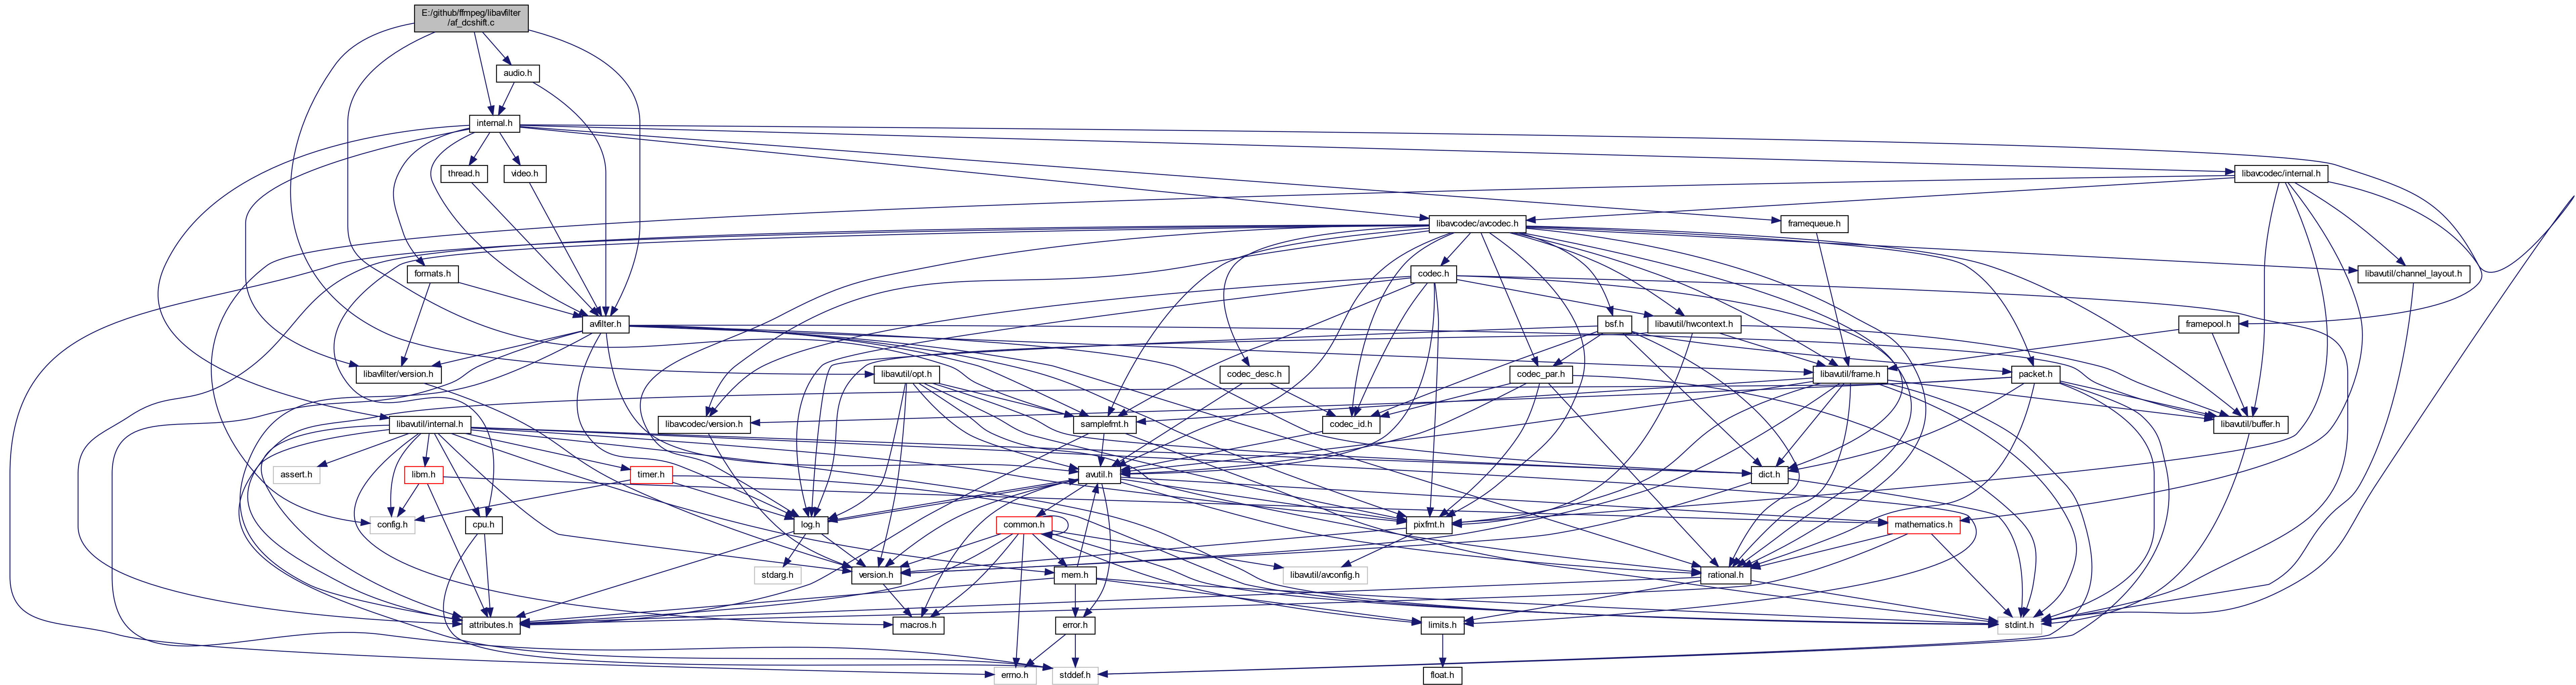 E:/github/ffmpeg/libavfilter
/af_dcshift.c
audio.h
internal.h
thread.h
video.h
libavcodec/internal.h
libavcodec/avcodec.h
framequeue.h
formats.h
codec.h
libavutil/channel_layout.h
avfilter.h
bsf.h
libavutil/hwcontext.h
framepool.h
libavfilter/version.h
libavutil/opt.h
codec_desc.h
codec_par.h
libavutil/frame.h
packet.h
libavutil/internal.h
libavcodec/version.h
samplefmt.h
codec_id.h
libavutil/buffer.h
assert.h
libm.h
timer.h
avutil.h
dict.h
config.h
cpu.h
log.h
common.h
pixfmt.h
mathematics.h
stdarg.h
version.h
mem.h
libavutil/avconfig.h
rational.h
attributes.h
macros.h
error.h
limits.h
stdint.h
errno.h
stddef.h
float.h